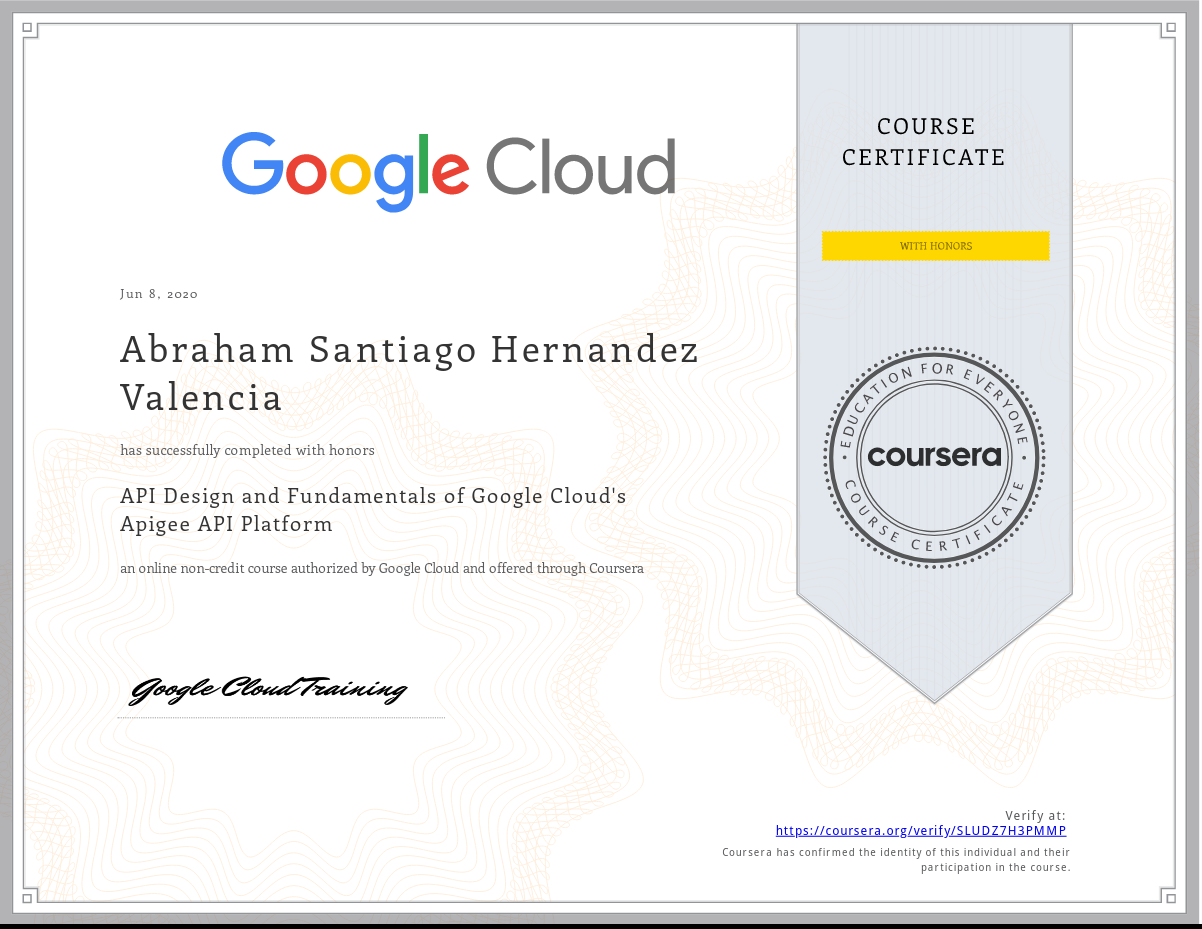 Google Cloud
COURSE
CERTIFICATE
WITH HONORS
Jun 8, 2020
Abraham Santiago Hernandez
Valencia
has successfully completed with honors
API Design and Fundamentals of Google Cloud's
Apigee API Platform
an online non-credit course authorized by Google Cloud and offered through Coursera
EDUCATION FOR EVERYONE
coursera
COURSE CERTIFICATE
Google Cloud Training
Verify at:
https://coursera.org/verify/SLUDZ7H3PMMP
Coursera has confirmed the identity of this individual and their
participation in the course.